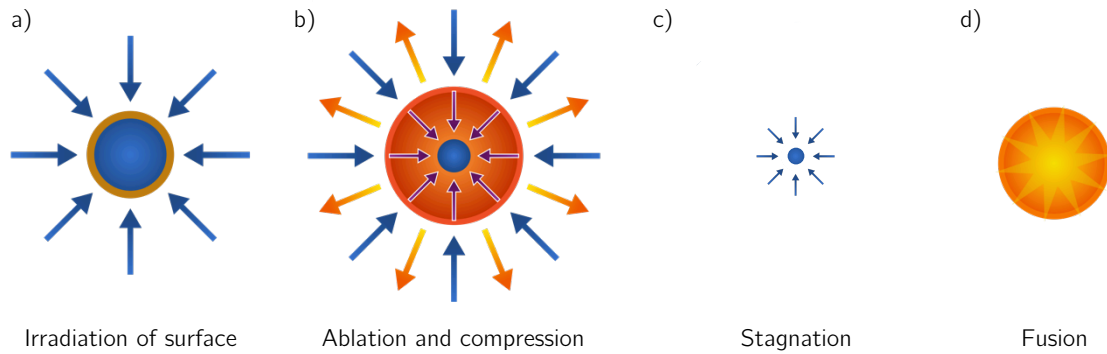 a)
b)
c)
d)
Irradiation of surface
Ablation and compression
Stagnation
Fusion